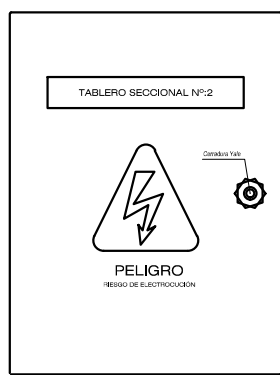 TABLERO SECCIONAL Nº:2
Cerradura Yale
PELIGRO
RIESGO DE ELECTROCUCIÓN